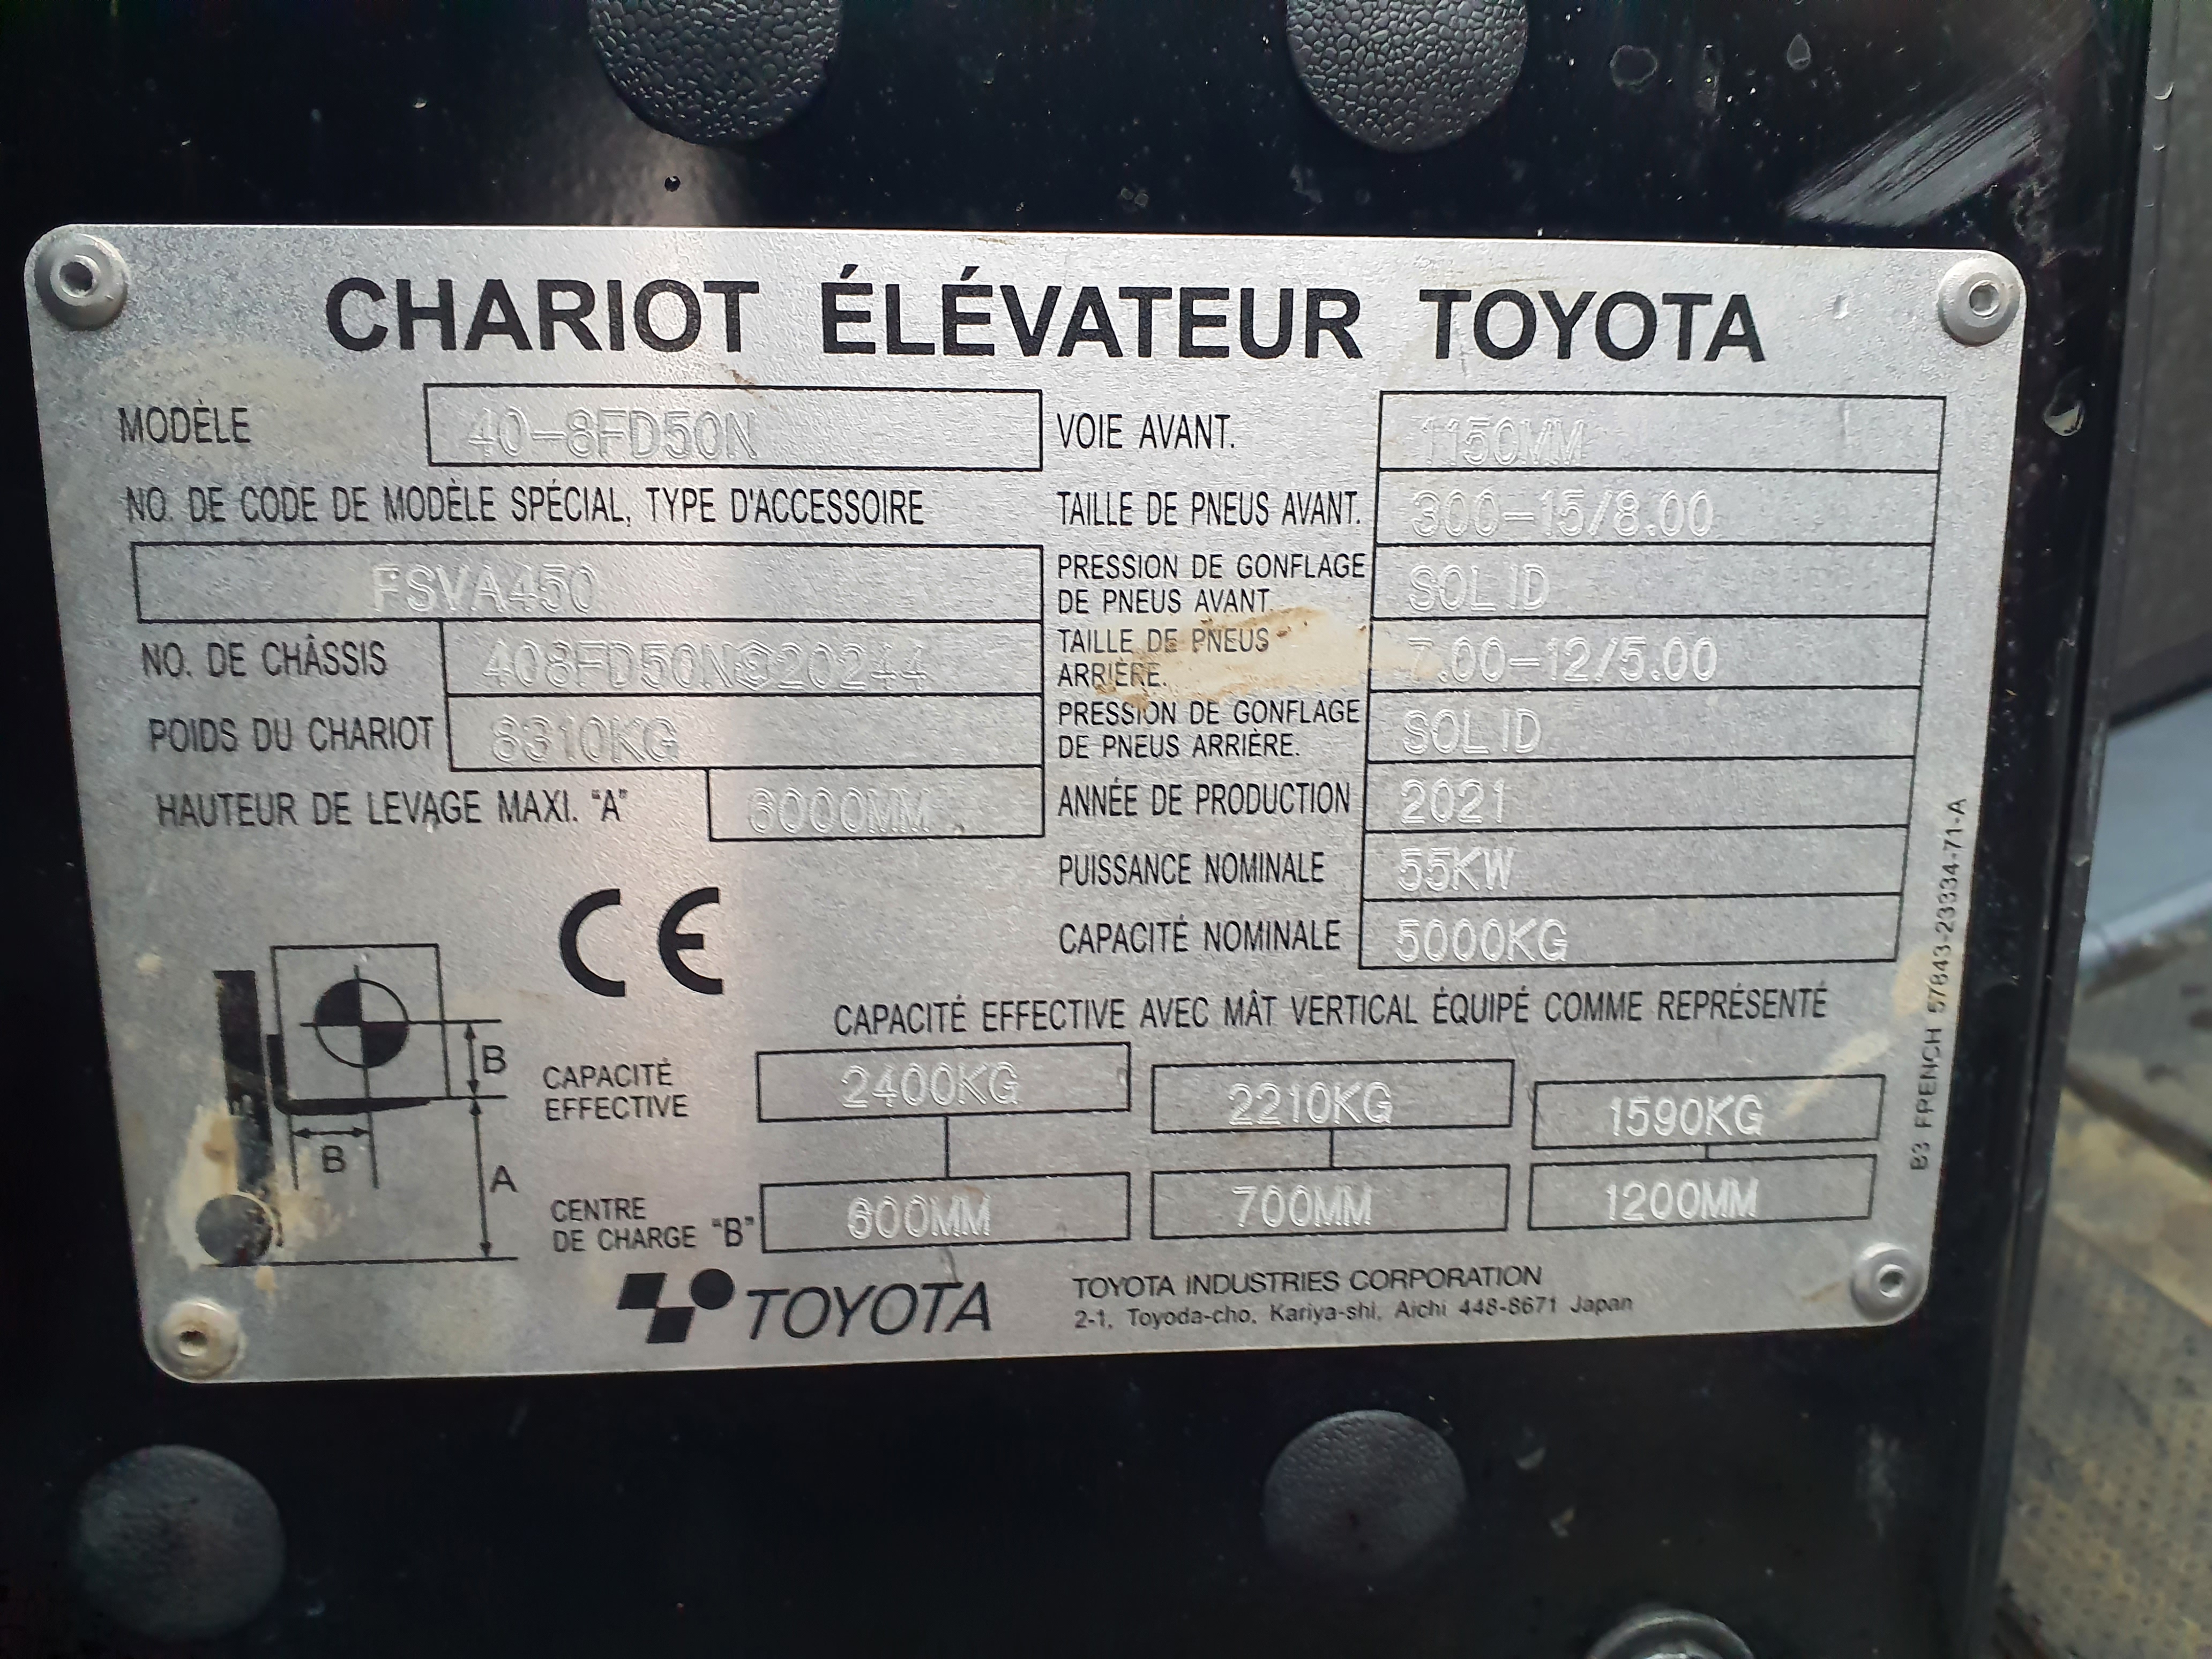 CHARIOT ÉLÉVATEUR TOYOTA
MODÈLE 40-8FD50N
NO. DE CODE DE MODÈLE SPÉCIAL, TYPE D'ACCESSOIRE
FSVA450
NO. DE CHÂSSIS 408FD50N020244
POIDS DU CHARIOT 8310KG
HAUTEUR DE LEVAGE MAXI. "A" 6000MM
VOIE AVANT. 1150MM
TAILLE DE PNEUS AVANT. 300-15/8.00
PRESSION DE GONFLAGE
DE PNEUS AVANT. SOLID
TAILLE DE PNEUS
ARRIÈRE. 7.00-12/5.00
PRESSION DE GONFLAGE
DE PNEUS ARRIÈRE. SOLID
ANNÉE DE PRODUCTION 2021
PUISSANCE NOMINALE 55KW
CAPACITÉ NOMINALE 5000KG
CE
CAPACITÉ EFFECTIVE AVEC MÂT VERTICAL ÉQUIPÉ COMME REPRÉSENTÉ
B
B
A
CAPACITÉ
EFFECTIVE 2400KG 2210KG 1590KG
CENTRE
DE CHARGE "B" 600MM 700MM 1200MM
TOYOTA
TOYOTA INDUSTRIES CORPORATION
2-1, Toyoda-cho, Kariya-shi, Aichi 448-8671 Japan
B3 FRENCH 57843-23334-71-A